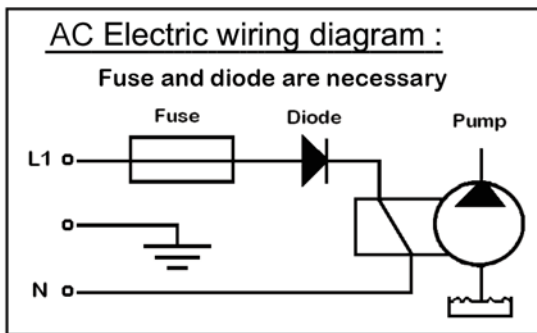 AC Electric wiring diagram :
Fuse and diode are necessary
Fuse
Diode
Pump
L1
N